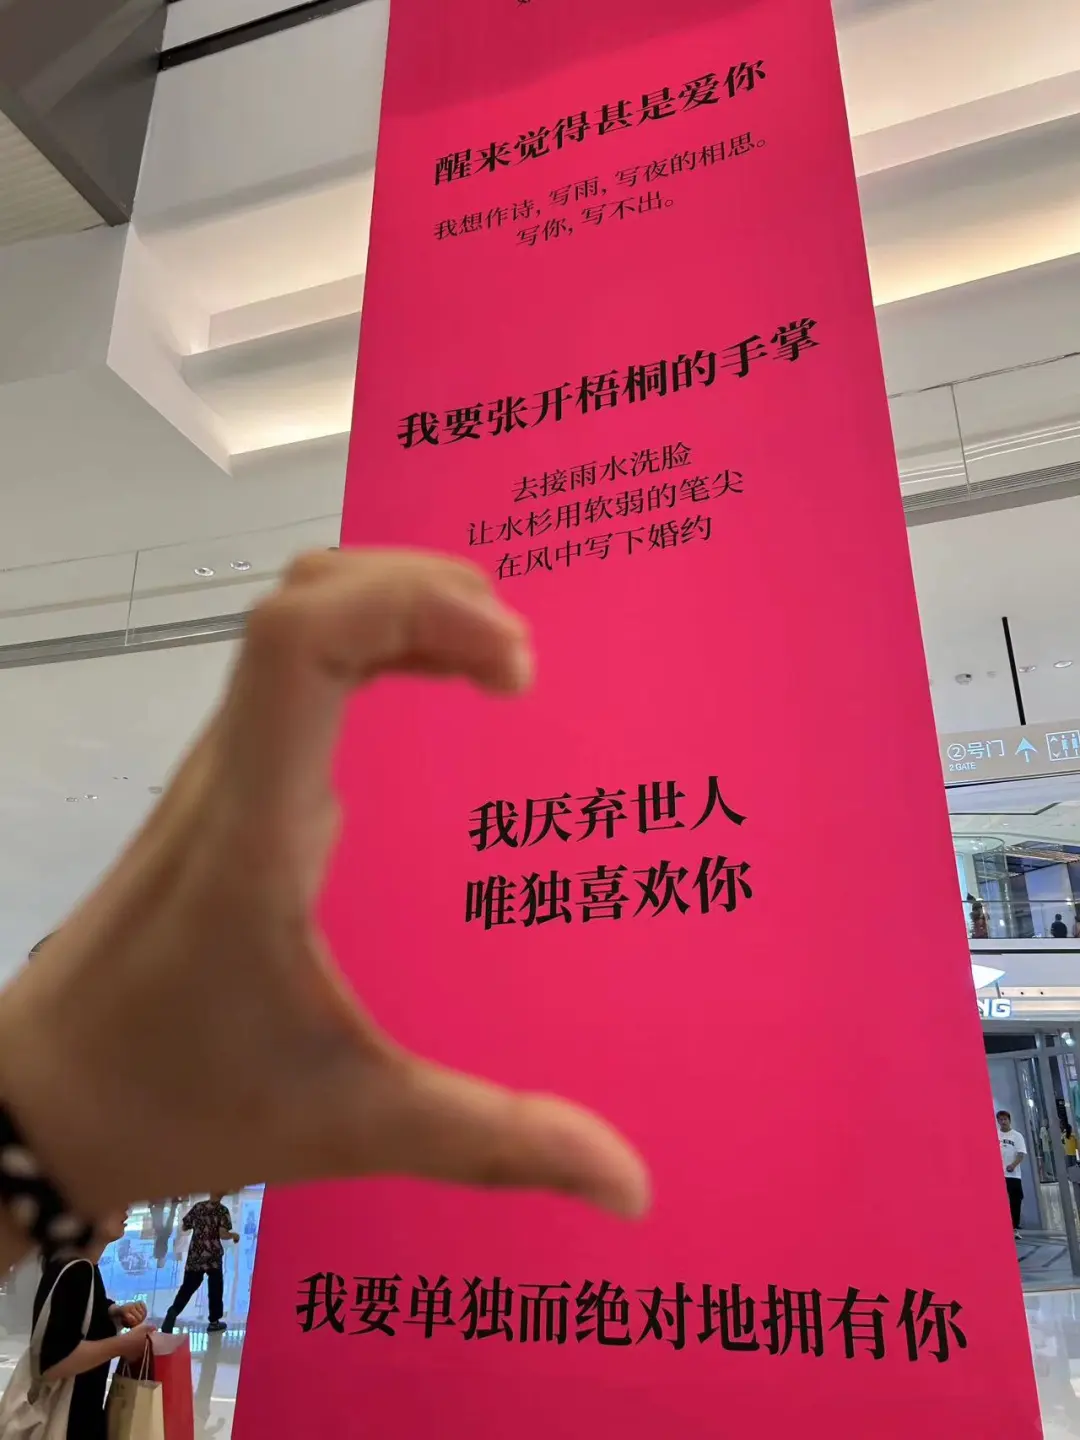 醒来觉得甚是爱你
我想作诗, 写雨, 写夜的相思。
写你, 写不出。
我要张开梧桐的手掌
去接雨水洗脸
让水杉用软弱的笔尖
在风中写下婚约
②号门
2 GATE
我厌弃世人
唯独喜欢你
NG
我要单独而绝对地拥有你